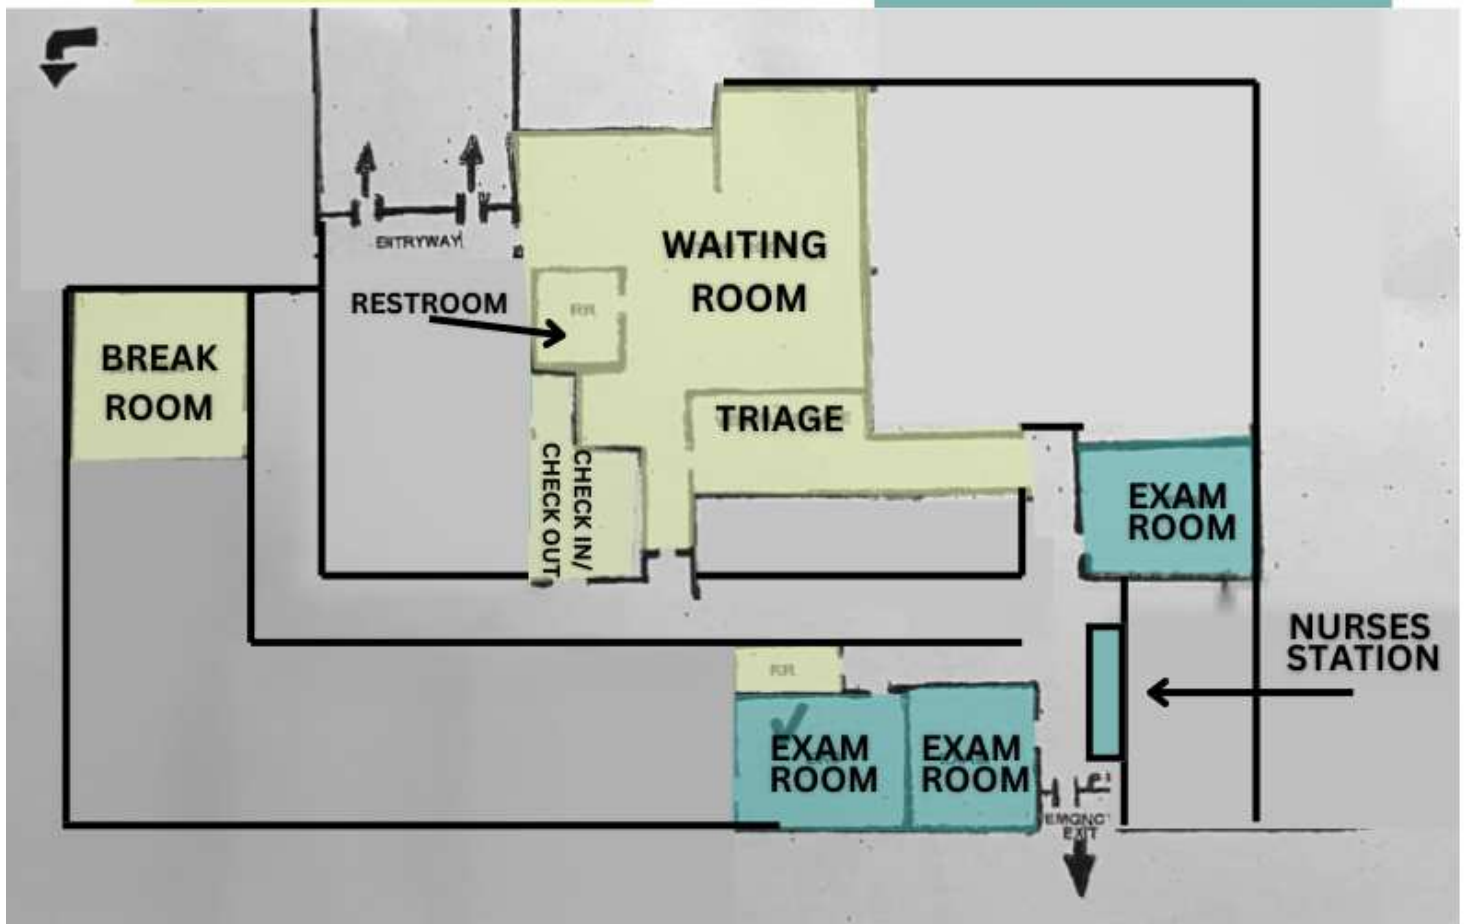 ENTRYWAY
WAITING
ROOM
RESTROOM
RR
BREAK
ROOM
TRIAGE
CHECK IN/
CHECK OUT
EXAM
ROOM
NURSES
STATION
RR
EXAM
ROOM
EXAM
ROOM
EMGNC
EXIT